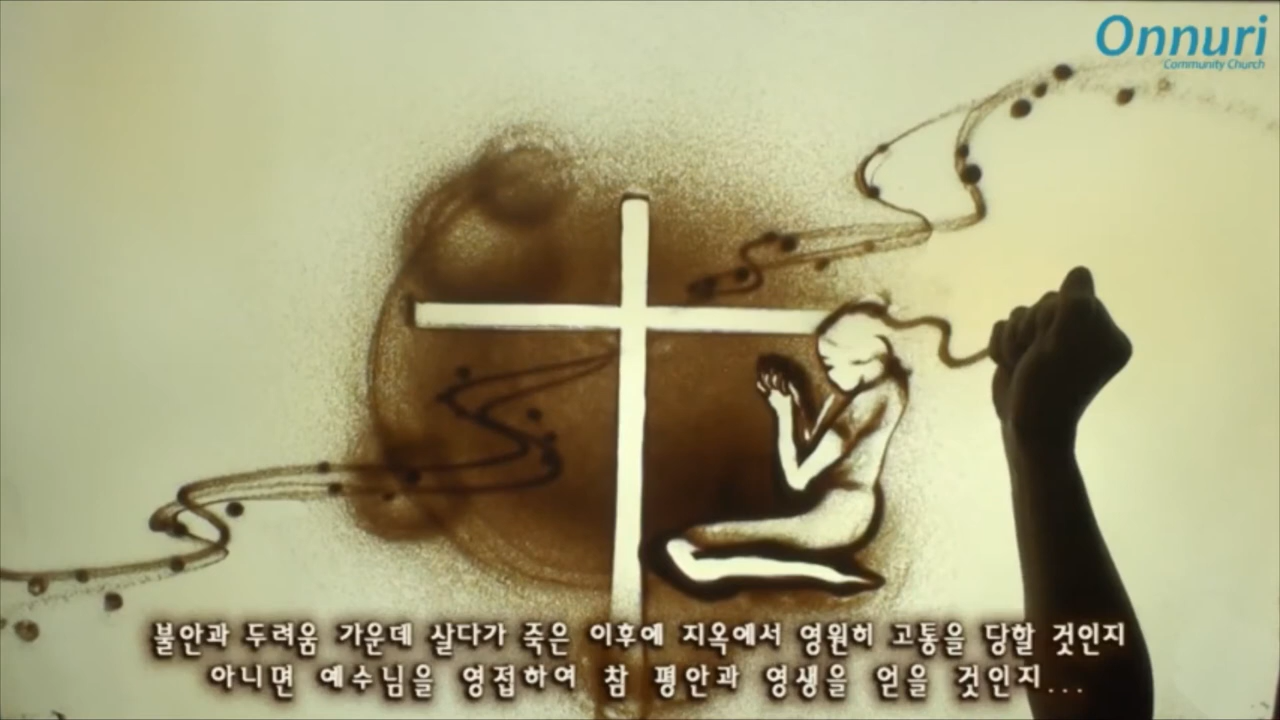 Onnuri
Community Church
불안과 두려움 가운데 살다가 죽은 이후에 지옥에서 영원히 고통을 당할 것인지
아니면 예수님을 영접하여 참 평안과 영생을 얻을 것인지...